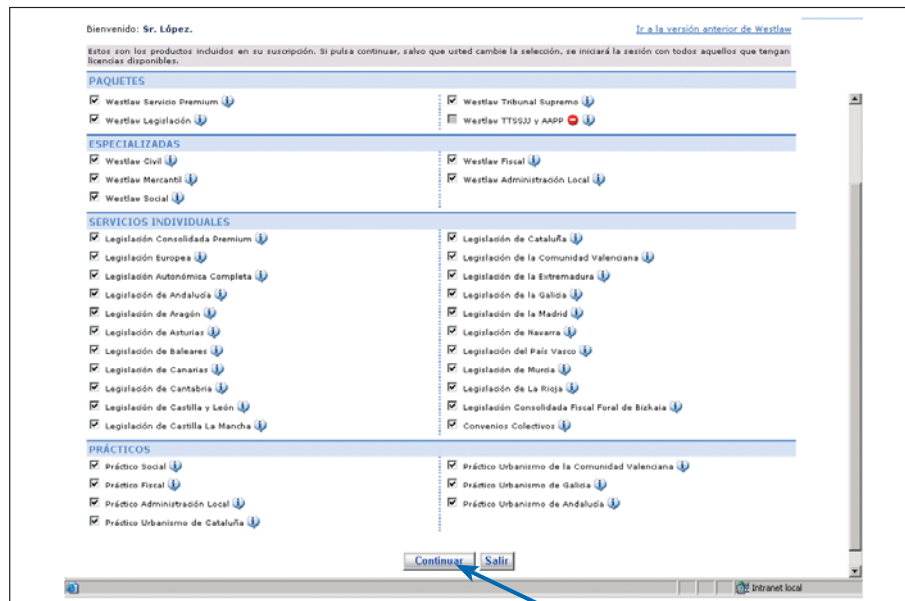 Bienvenido: Sr. López.
Ir a la versión anterior de Westlaw
Estos son los productos incluidos en su suscripción. Si pulsa continuar, salvo que usted cambie la selección, se iniciará la sesión con todos aquellos que tengan
licencias disponibles.
PAQUETES
Westlaw Servicio Premium
Westlaw Tribunal Supremo
Westlaw Legislación
Westlaw TTSSJJ y AAPP
ESPECIALIZADAS
Westlaw Civil
Westlaw Fiscal
Westlaw Mercantil
Westlaw Administración Local
Westlaw Social
SERVICIOS INDIVIDUALES
Legislación Consolidada Premium
Legislación de Cataluña
Legislación Europea
Legislación de la Comunidad Valenciana
Legislación Autonómica Completa
Legislación de la Extremadura
Legislación de Andalucía
Legislación de la Galicia
Legislación de Aragón
Legislación de la Madrid
Legislación de Asturias
Legislación de Navarra
Legislación de Baleares
Legislación del País Vasco
Legislación de Canarias
Legislación de Murcia
Legislación de Cantabria
Legislación de La Rioja
Legislación de Castilla y León
Legislación Consolidada Fiscal Foral de Bizkaia
Legislación de Castilla La Mancha
Convenios Colectivos
PRÁCTICOS
Práctico Social
Práctico Urbanismo de la Comunidad Valenciana
Práctico Fiscal
Práctico Urbanismo de Galicia
Práctico Administración Local
Práctico Urbanismo de Andalucía
Práctico Urbanismo de Cataluña
Continuar Salir
Intranet local